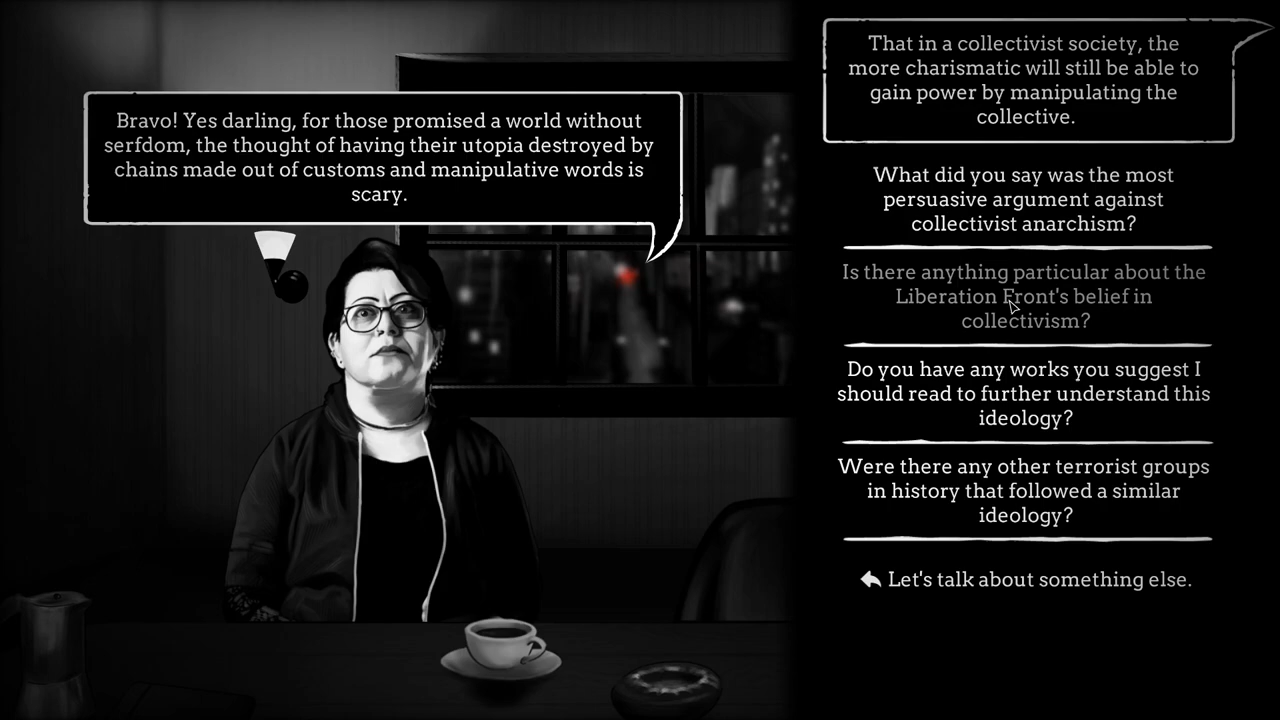 Bravo! Yes darling, for those promised a world without
serfdom, the thought of having their utopia destroyed by
chains made out of customs and manipulative words is
scary.
That in a collectivist society, the
more charismatic will still be able to
gain power by manipulating the
collective.
What did you say was the most
persuasive argument against
collectivist anarchism?
Is there anything particular about the
Liberation Front's belief in
collectivism?
Do you have any works you suggest I
should read to further understand this
ideology?
Were there any other terrorist groups
in history that followed a similar
ideology?
Let's talk about something else.